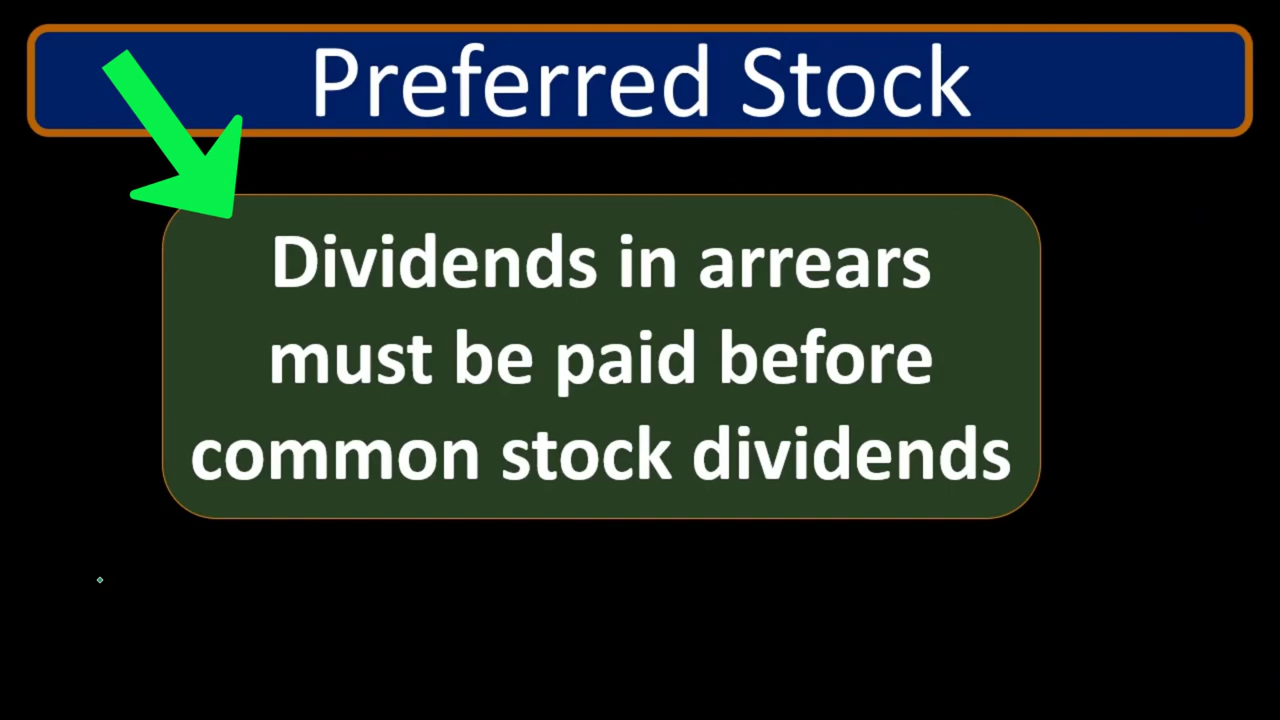 Preferred Stock
Dividends in arrears
must be paid before
common stock dividends